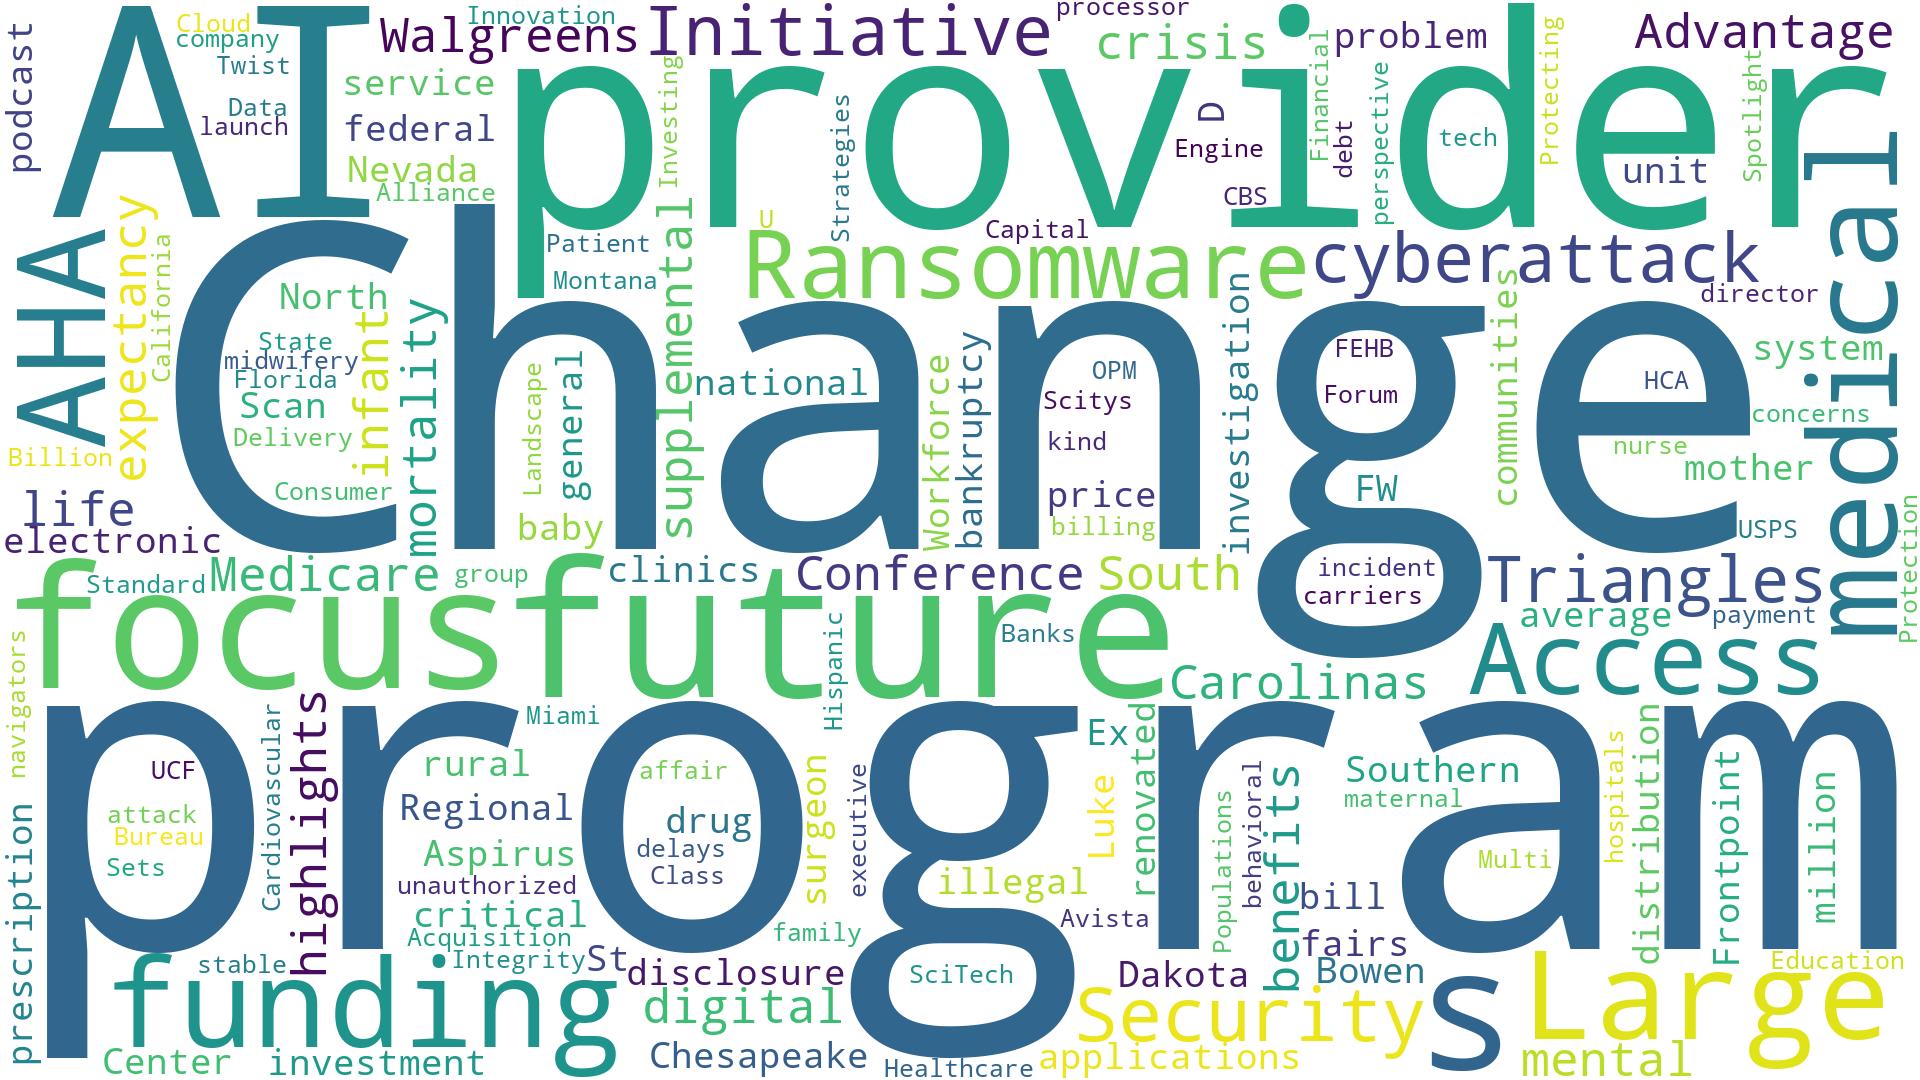 podcast
Cloud
company
Twist
Data
launch
AI
Walgreens
Innovation
Initiative
processor
crisis
problem
Advantage
service
federal
Nevada
Alliance
provider
Investing
Strategies
D
Engine
CBS
Financial
debt
perspective
tech
Protecting
unit
Spotlight
medical
AHA
expectancy
California
Patient
Montana
supplemental
U
Capital
Ransomware
cyberattack
director
Change
North
State
midwifery
Florida
Scan
Delivery
Consumer
infant
mortality
Landscape
general
baby
national
Workforce
bankruptcy
OPM
Scitys
kind
price
billing
investigation
FEHB
Forum
FW
communities
HCA
nurse
system
concerns
mother
USPS
Protection
Billion
life
electronic
Standard
Medicare
group
clinics
Conference
South
incident
carriers
Triangles
average
payment
focus
future
Banks
Hispanic
Carolinas
Access
navigators
program
UCF
attack
Bureau
Sets
Cardiovascular
highlights
Miami
rural
Regional
Aspirus
unauthorized
critical
Acquisition
Integrity
St
affair
drug
delays
Class
surgeon
executive
family
Ex
renovated
Luke
illegal
Avista
Populations
behavioral
benefits
Southern
maternal
bill
fairs
Bowen
Multi
hospitals
distribution
Frontpoint
million
Education
prescription
stable
funding
Center
investment
disclosure
digital
SciTech
Chesapeake
Healthcare
Dakota
Security
applications
s
Large
mental